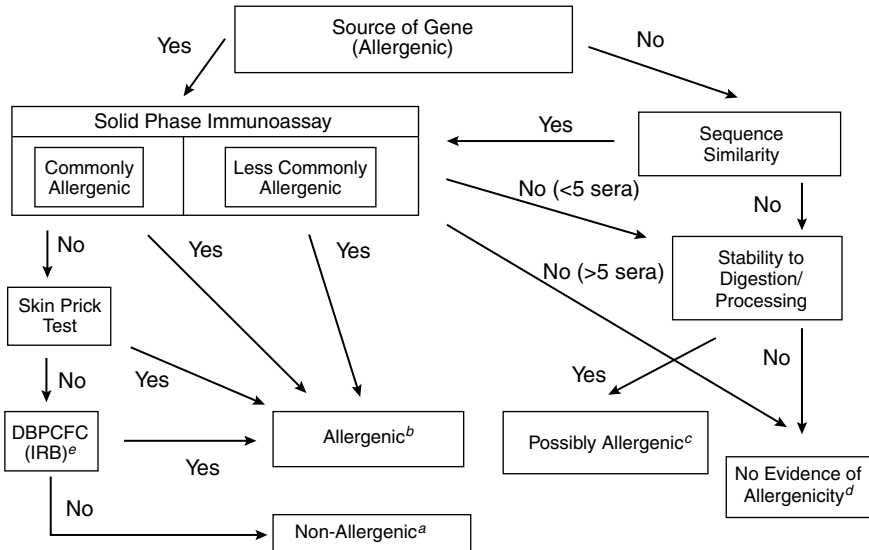 Source of Gene
(Allergenic)
Yes
No
Solid Phase Immunoassay
Commonly
Allergenic
Less Commonly
Allergenic
Yes
Sequence
Similarity
No (<5 sera)
No
No
Yes
Yes
No (>5 sera)
Stability to
Digestion/
Processing
Skin Prick
Test
No
Yes
Yes
No
DBPCFC
(IRB)e
Yes
Allergenicb
Possibly Allergenicc
No Evidence of
Allergenicityd
No
Non-Allergenica